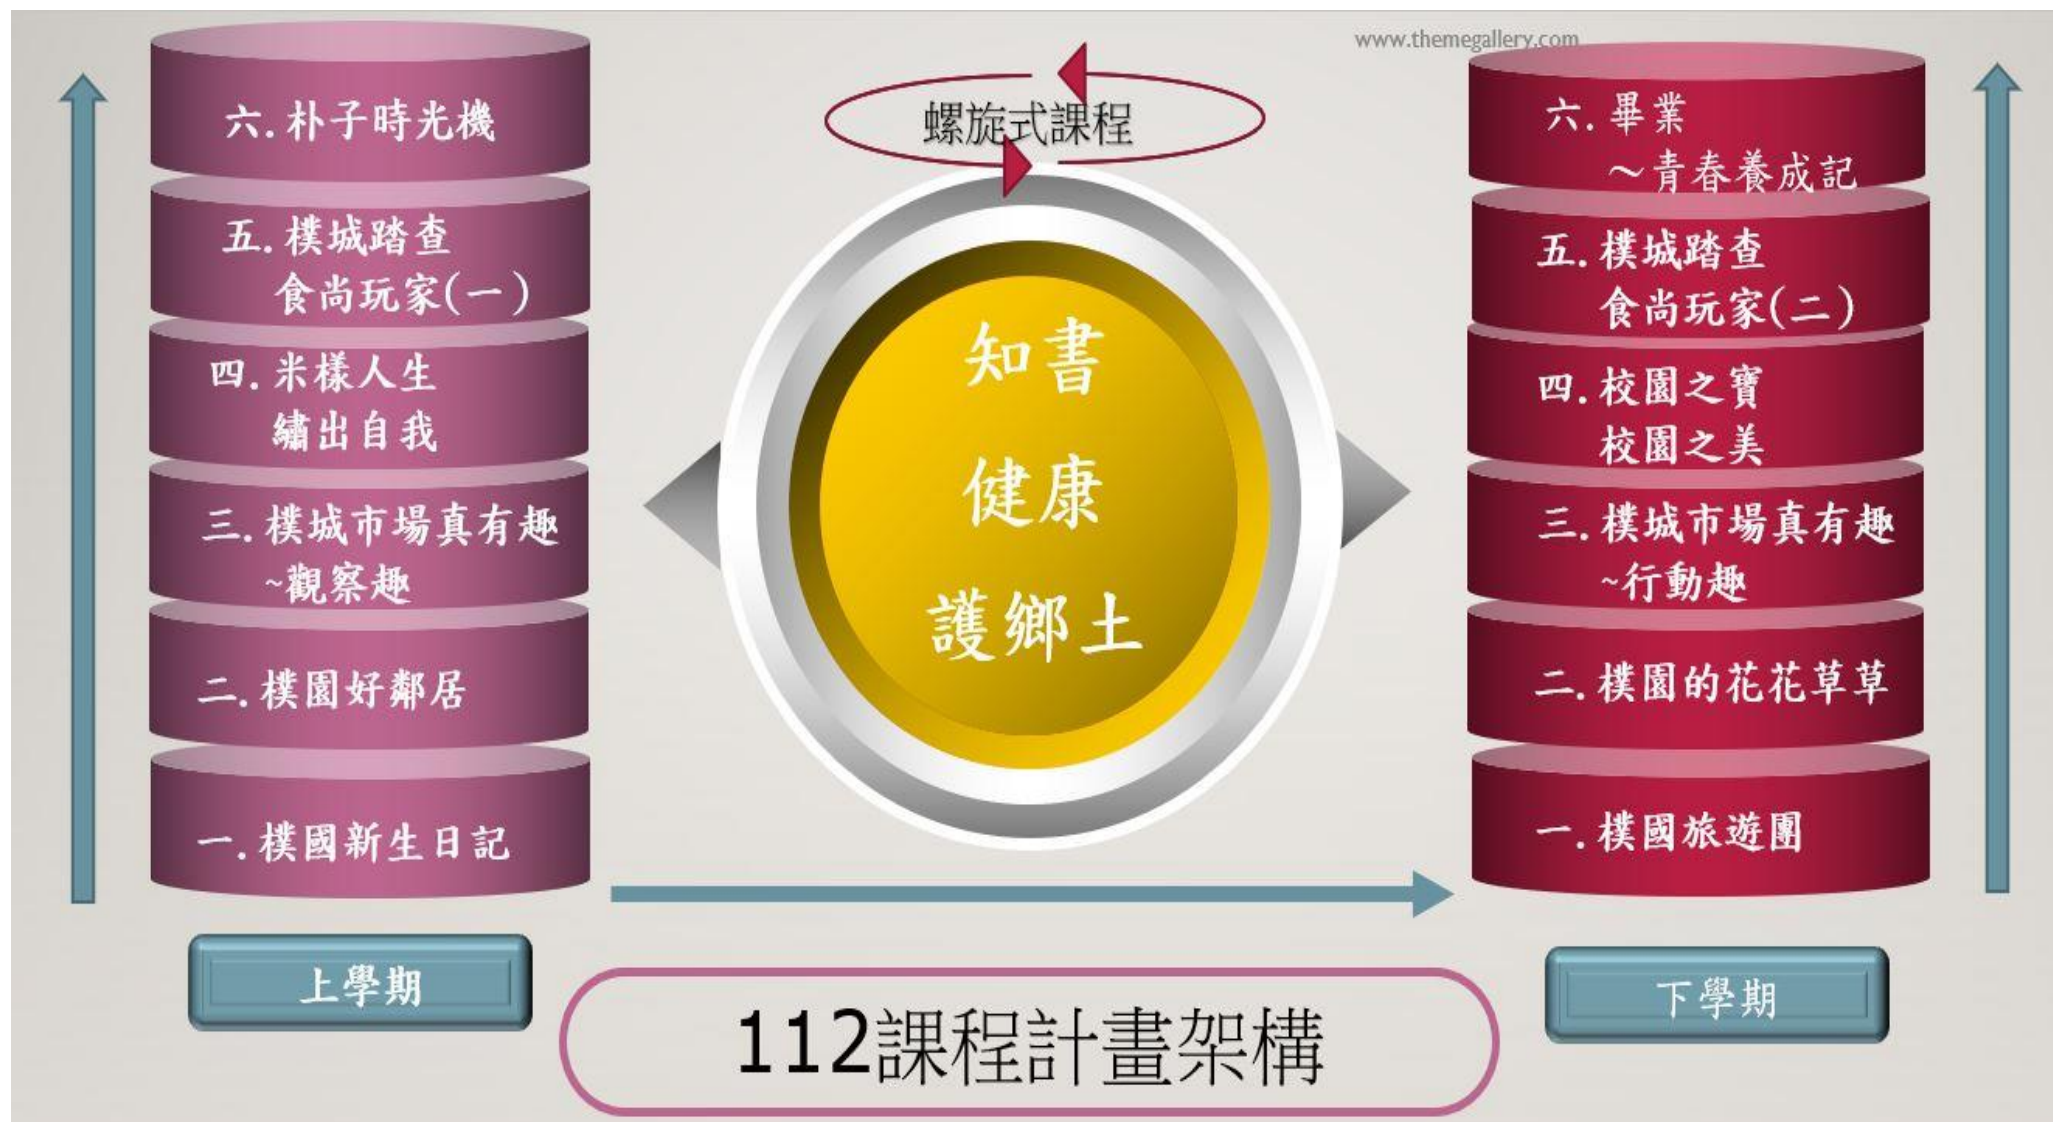 www.themegallery.com
六.朴子時光機
五.樸城踏查
食尚玩家(一)
四.米樣人生
繡出自我
三.樸城市場真有趣
~觀察趣
二.樸園好鄰居
一.樸國新生日記
上學期
螺旋式課程
知書
健康
護鄉土
112課程計畫架構
六.畢業
～青春養成記
五.樸城踏查
食尚玩家(二)
四.校園之寶
校園之美
三.樸城市場真有趣
~行動趣
二.樸園的花花草草
一.樸國旅遊團
下學期